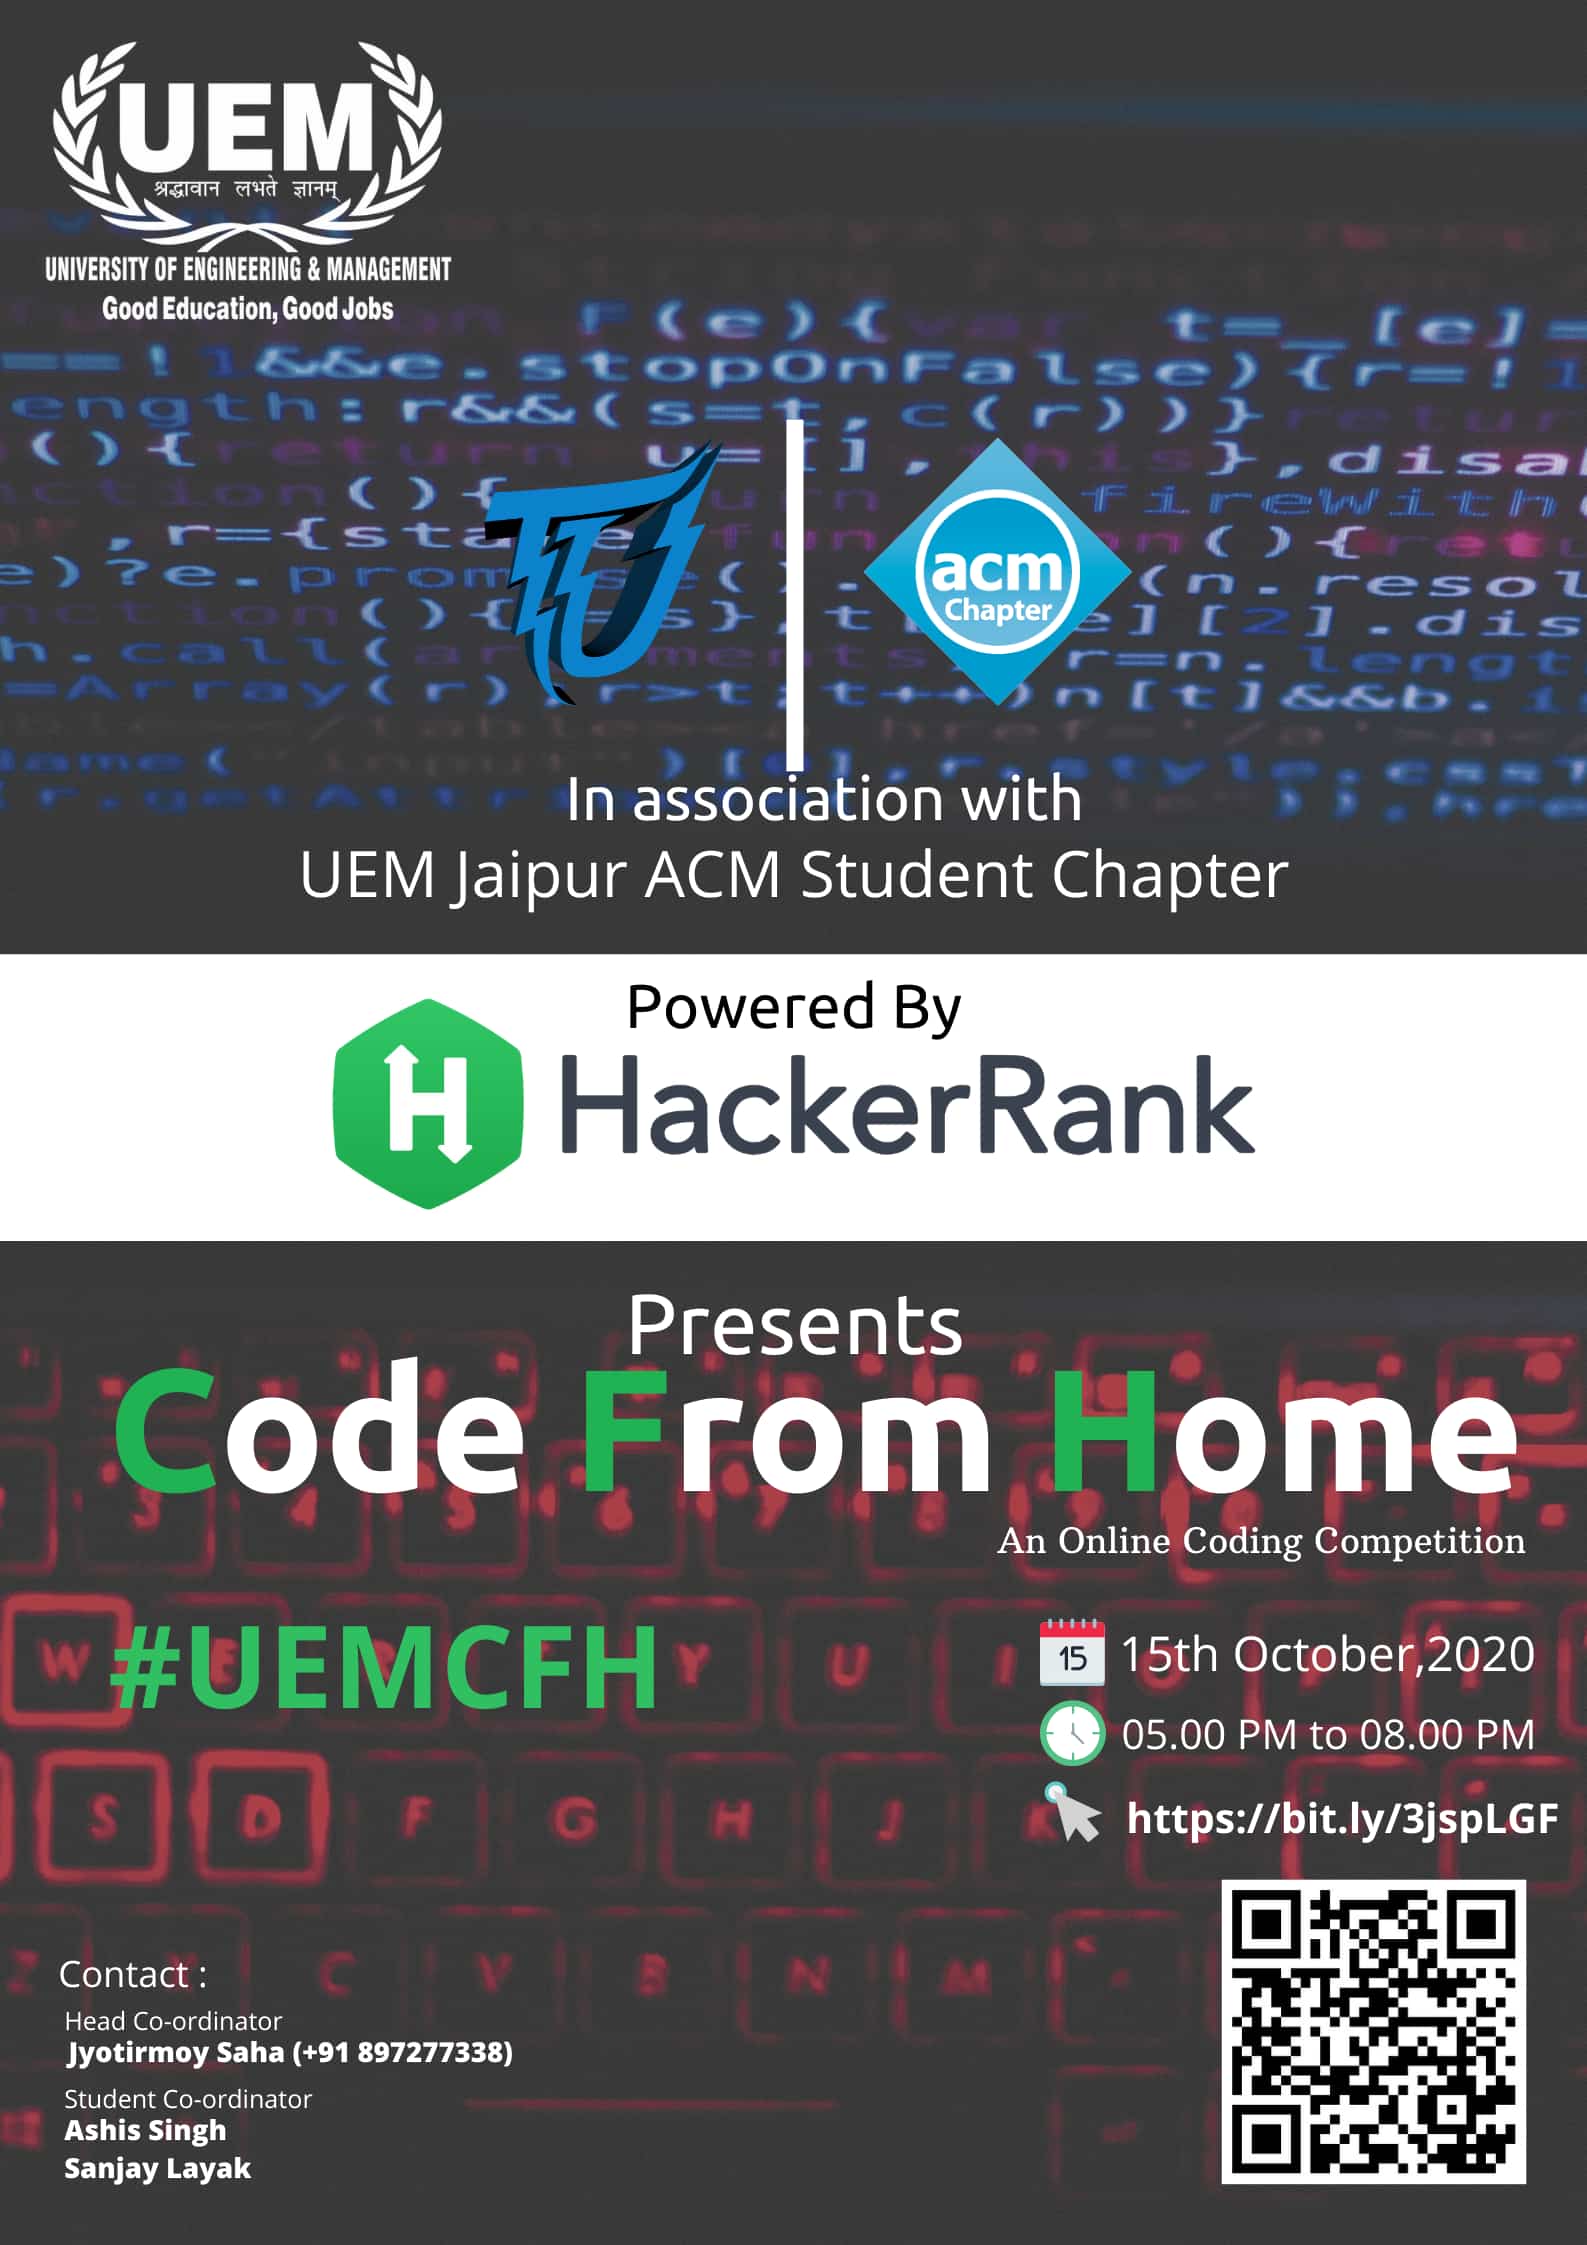 UEM
श्रद्धावान लभते ज्ञानम्
UNIVERSITY OF ENGINEERING & MANAGEMENT
Good Education, Good Jobs
TU
acm
Chapter
In association with
UEM Jaipur ACM Student Chapter
Powered By
H HackerRank
Presents
Code From Home
An Online Coding Competition
#UEMCFH
15 15th October,2020
05.00 PM to 08.00 PM
https://bit.ly/3jspLGF
Contact :
Head Co-ordinator
Jyotirmoy Saha (+91 897277338)
Student Co-ordinator
Ashis Singh
Sanjay Layak